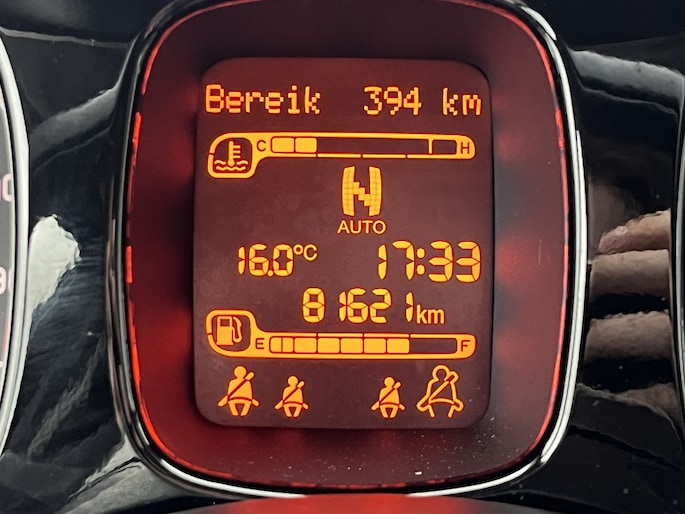 Bereik 394 km
C H
N
AUTO
16.0°C 17:33
81621 km
E F